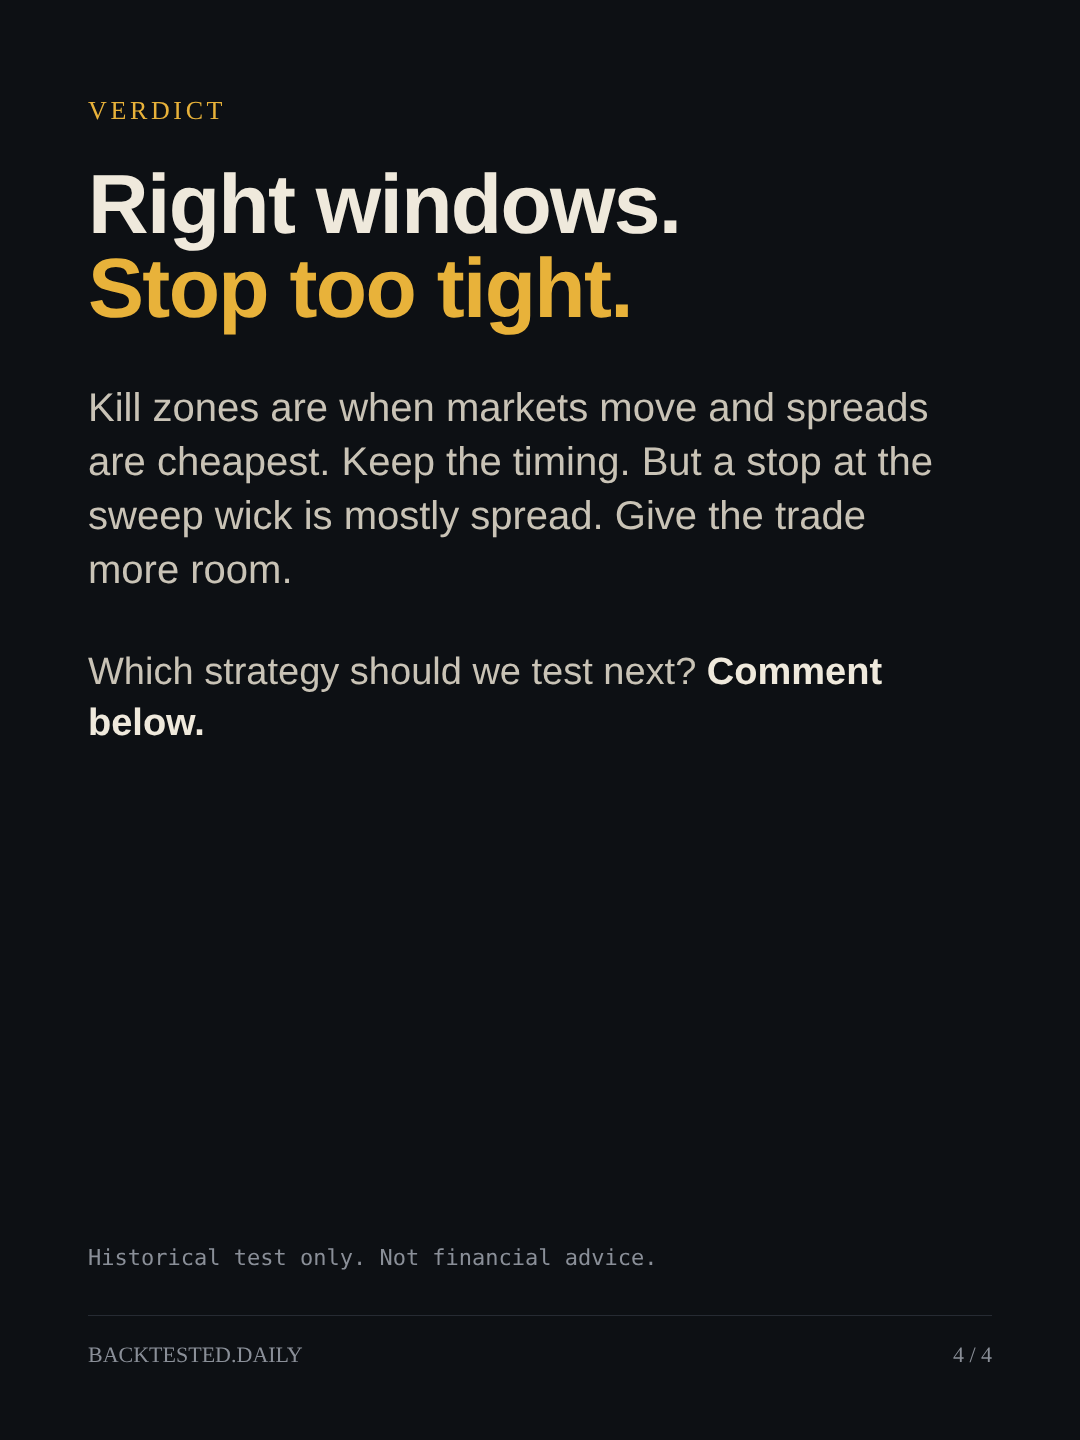 VERDICT
Right windows.
Stop too tight.
Kill zones are when markets move and spreads
are cheapest. Keep the timing. But a stop at the
sweep wick is mostly spread. Give the trade
more room.
Which strategy should we test next? Comment
below.
Historical test only. Not financial advice.
BACKTESTED.DAILY
4 / 4